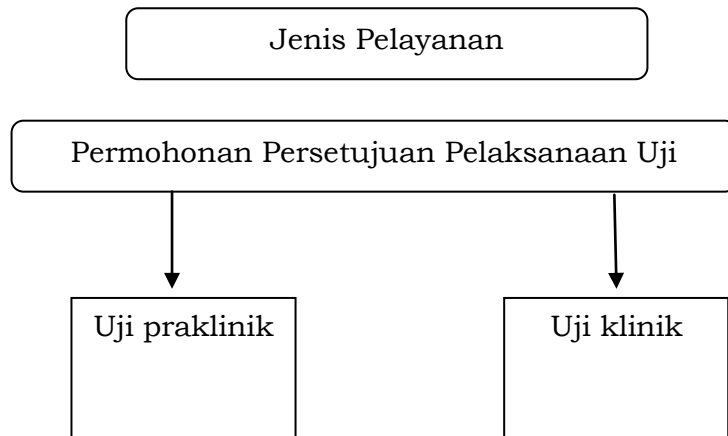 Jenis Pelayanan
Permohonan Persetujuan Pelaksanaan Uji
Uji praklinik
Uji klinik